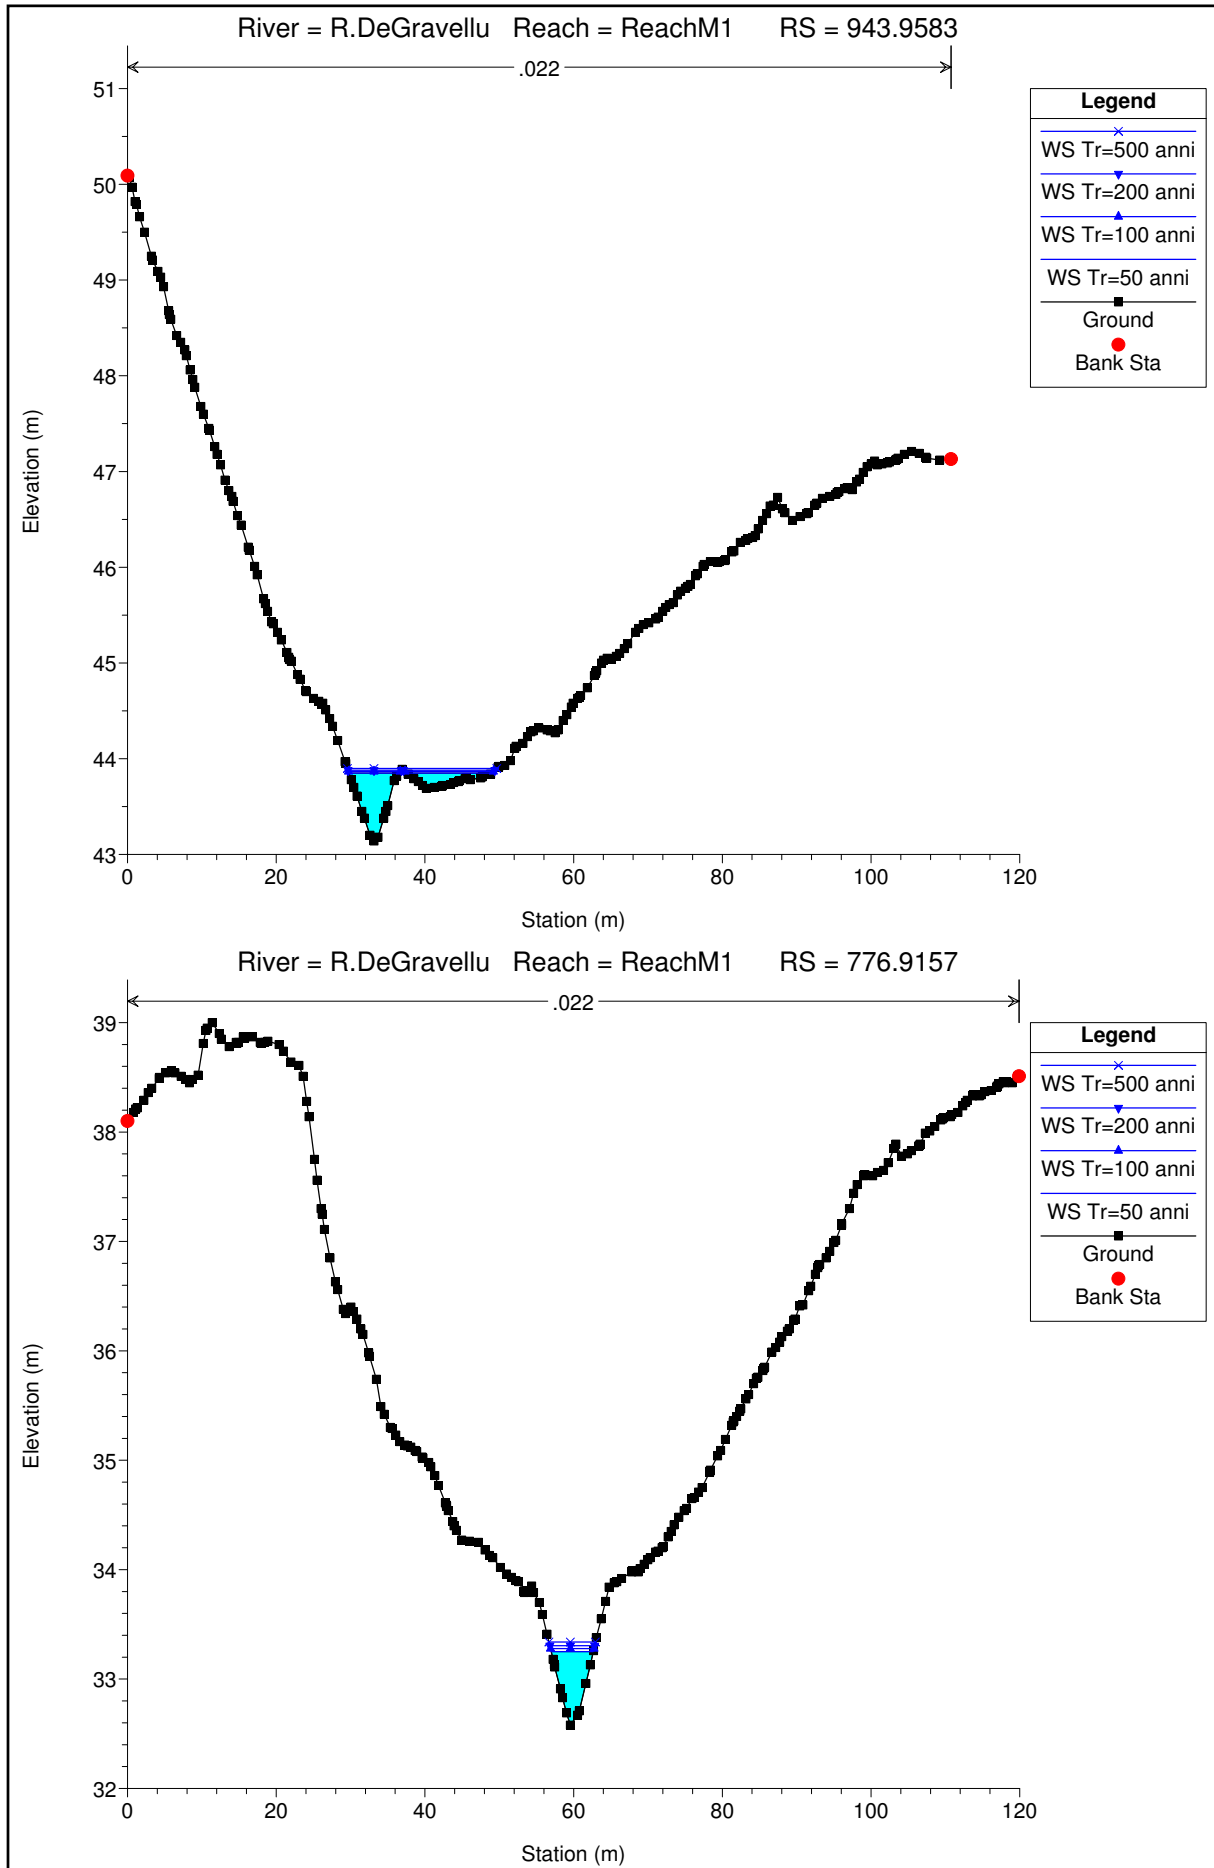 River = R.DeGravellu   Reach = ReachM1      RS = 943.9583
.022
51
50
49
48
47
46
45
44
43
Elevation (m)
0 20 40 60 80 100 120
Station (m)
Legend
WS Tr=500 anni
WS Tr=200 anni
WS Tr=100 anni
WS Tr=50 anni
Ground
Bank Sta
River = R.DeGravellu   Reach = ReachM1      RS = 776.9157
.022
39
38
37
36
35
34
33
32
Elevation (m)
0 20 40 60 80 100 120
Station (m)
Legend
WS Tr=500 anni
WS Tr=200 anni
WS Tr=100 anni
WS Tr=50 anni
Ground
Bank Sta